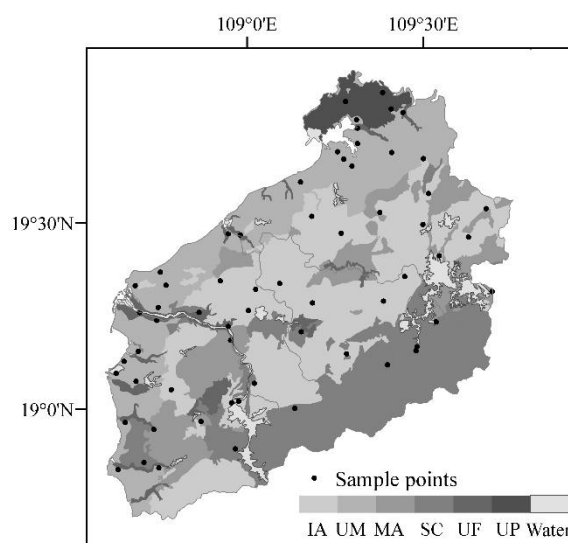 109°0'E 109°30'E
19°30'N
19°0'N
Sample points
IA UM MA SC UF UP Water